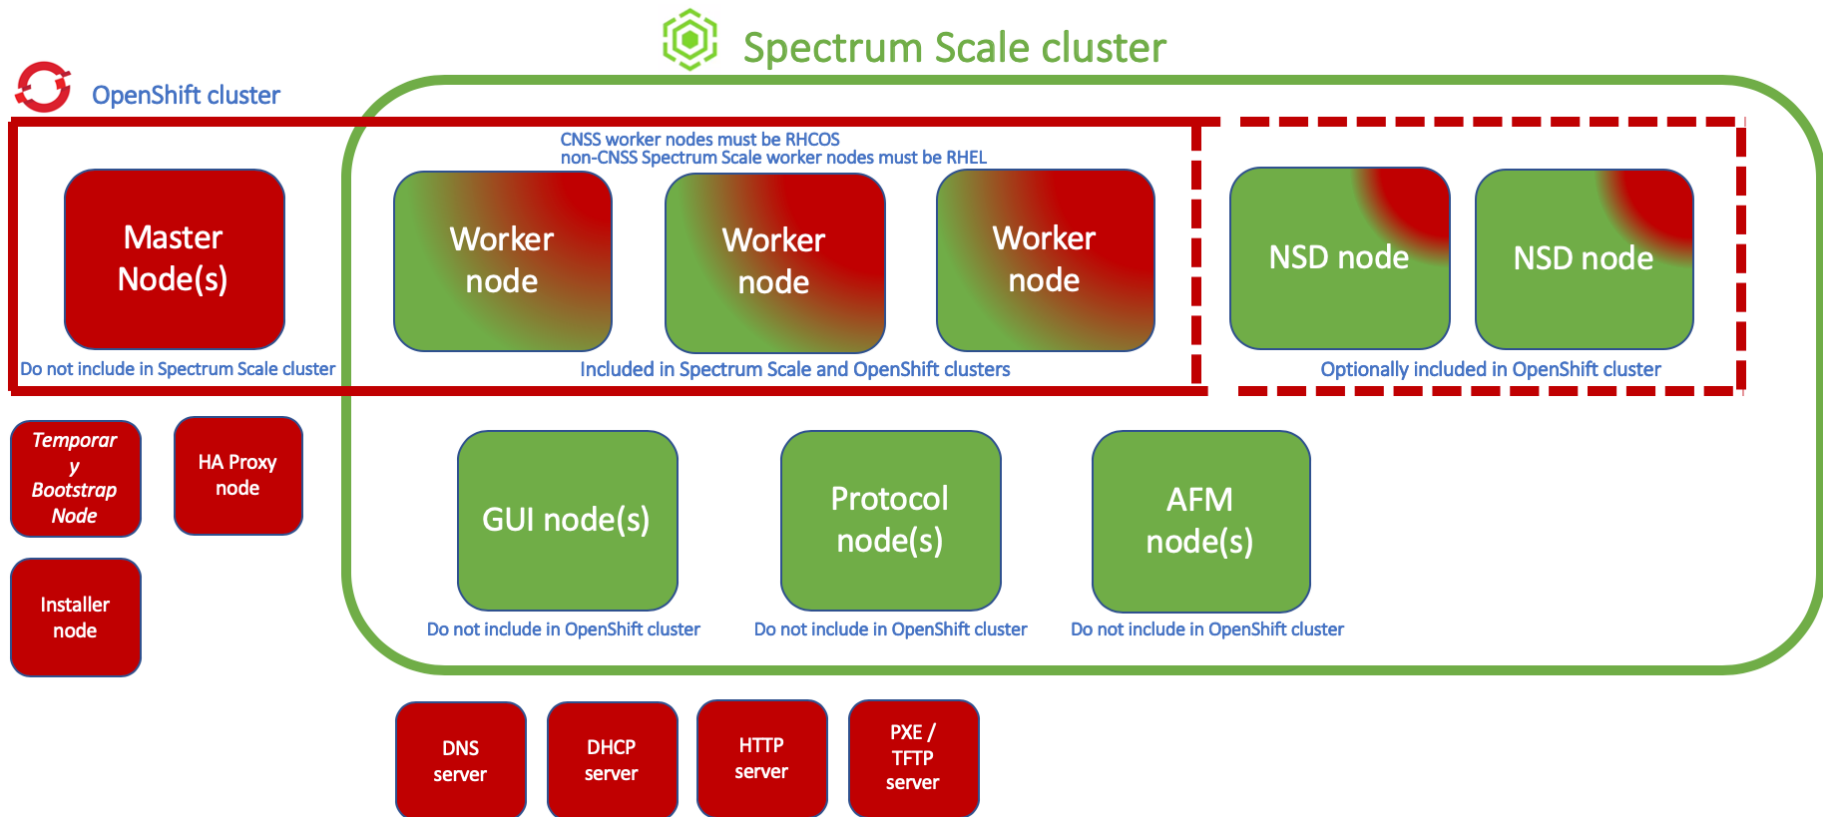 Spectrum Scale cluster
OpenShift cluster
CNSS worker nodes must be RHCOS
non-CNSS Spectrum Scale worker nodes must be RHEL
Master
Node(s)
Worker
node
Worker
node
Worker
node
NSD node
NSD node
Do not include in Spectrum Scale cluster
Included in Spectrum Scale and OpenShift clusters
Optionally included in OpenShift cluster
Temporar
y
Bootstrap
Node
HA Proxy
node
GUI node(s)
Protocol
node(s)
AFM
node(s)
Installer
node
Do not include in OpenShift cluster
Do not include in OpenShift cluster
Do not include in OpenShift cluster
DNS
server
DHCP
server
HTTP
server
PXE /
TFTP
server